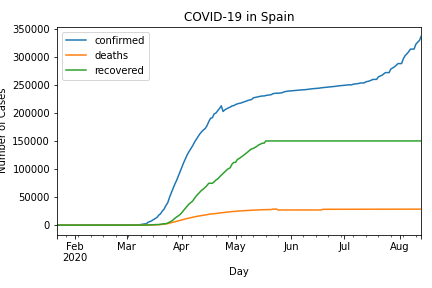 COVID-19 in Spain
350000
300000
250000
200000
150000
100000
50000
0
Number of Cases
confirmed
deaths
recovered
Feb
2020
Mar
Apr
May
Jun
Jul
Aug
Day